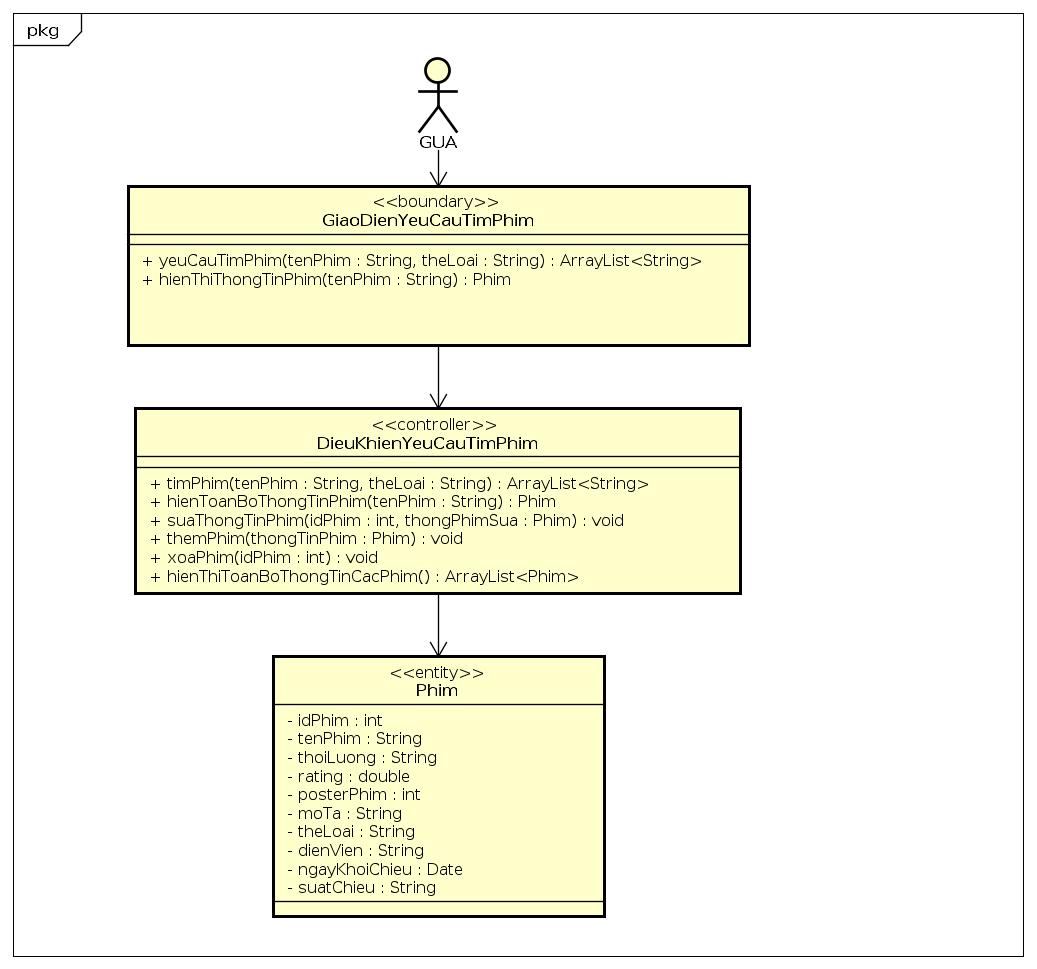 pkg
GUA
<<boundary>>
GiaoDienYeuCauTimPhim
+ yeuCauTimPhim(tenPhim : String, theLoai : String) : ArrayList<String>
+ hienThiThongTinPhim(tenPhim : String) : Phim
<<controller>>
DieuKhienYeuCauTimPhim
+ timPhim(tenPhim : String, theLoai : String) : ArrayList<String>
+ hienToanBoThongTinPhim(tenPhim : String) : Phim
+ suaThongTinPhim(idPhim : int, thongPhimSua : Phim) : void
+ themPhim(thongTinPhim : Phim) : void
+ xoaPhim(idPhim : int) : void
+ hienThiToanBoThongTinCacPhim() : ArrayList<Phim>
<<entity>>
Phim
- idPhim : int
- tenPhim : String
- thoiLuong : String
- rating : double
- posterPhim : int
- moTa : String
- theLoai : String
- dienVien : String
- ngayKhoiChieu : Date
- suatChieu : String